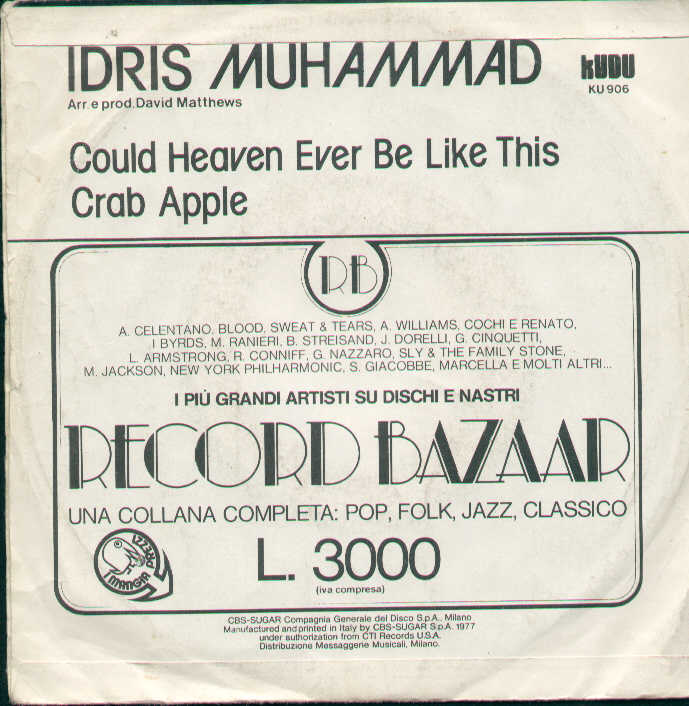 IDRIS MUHAMMAD
KUDU
KU 906
Arr. e prod. David Matthews
Could Heaven Ever Be Like This
Crab Apple
RB
A. CELENTANO, BLOOD, SWEAT & TEARS, A. WILLIAMS, COCHI E RENATO,
I BYRDS, M. RANIERI, B. STREISAND, J. DORELLI, G. CINQUETTI,
L. ARMSTRONG, R. CONNIFF, G. NAZZARO, SLY & THE FAMILY STONE,
M. JACKSON, NEW YORK PHILHARMONIC, S. GIACOBBE, MARCELLA E MOLTI ALTRI...
I PIÙ GRANDI ARTISTI SU DISCHI E NASTRI
RECORD BAZAAR
UNA COLLANA COMPLETA: POP, FOLK, JAZZ, CLASSICO
I MANGIA
PREZZI
L. 3000
(iva compresa)
CBS-SUGAR Compagnia Generale del Disco S.p.A., Milano
Manufactured and printed in Italy by CBS-SUGAR S.p.A. 1977
under authorization from CTI Records U.S.A.
Distribuzione Messaggerie Musicali, Milano.